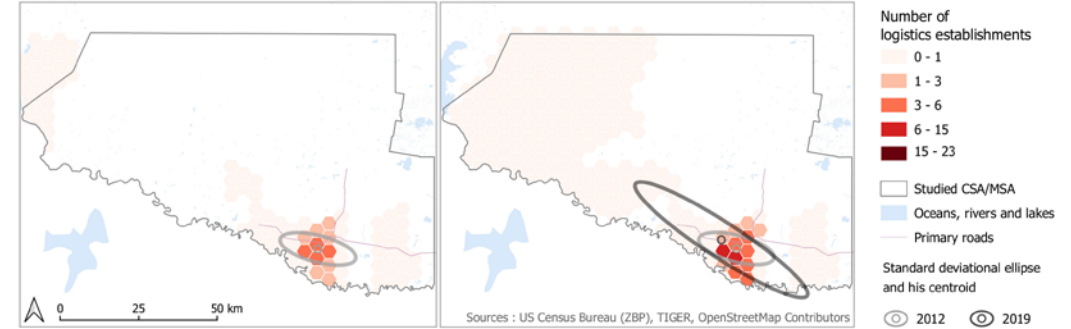 Number of
logistics establishments
0 - 1
1 - 3
3 - 6
6 - 15
15 - 23
Studied CSA/MSA
Oceans, rivers and lakes
Primary roads
Standard deviational ellipse
and his centroid
2012 2019
0 25 50 km
Sources : US Census Bureau (ZBP), TIGER, OpenStreetMap Contributors